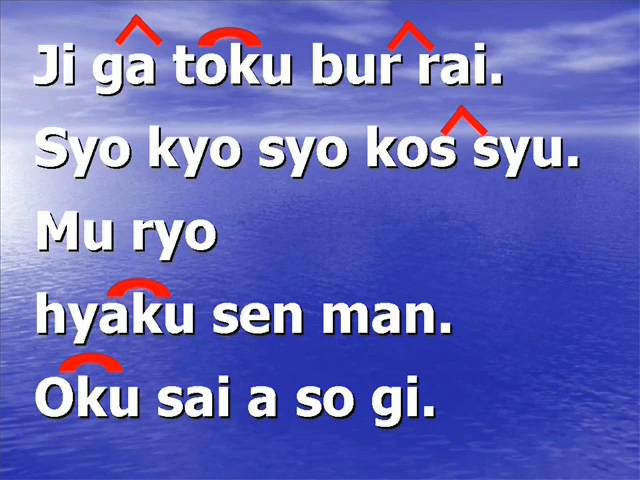 Ji ga toku bur rai.
Syo kyo syo kos syu.
Mu ryo
hyaku sen man.
Oku sai a so gi.